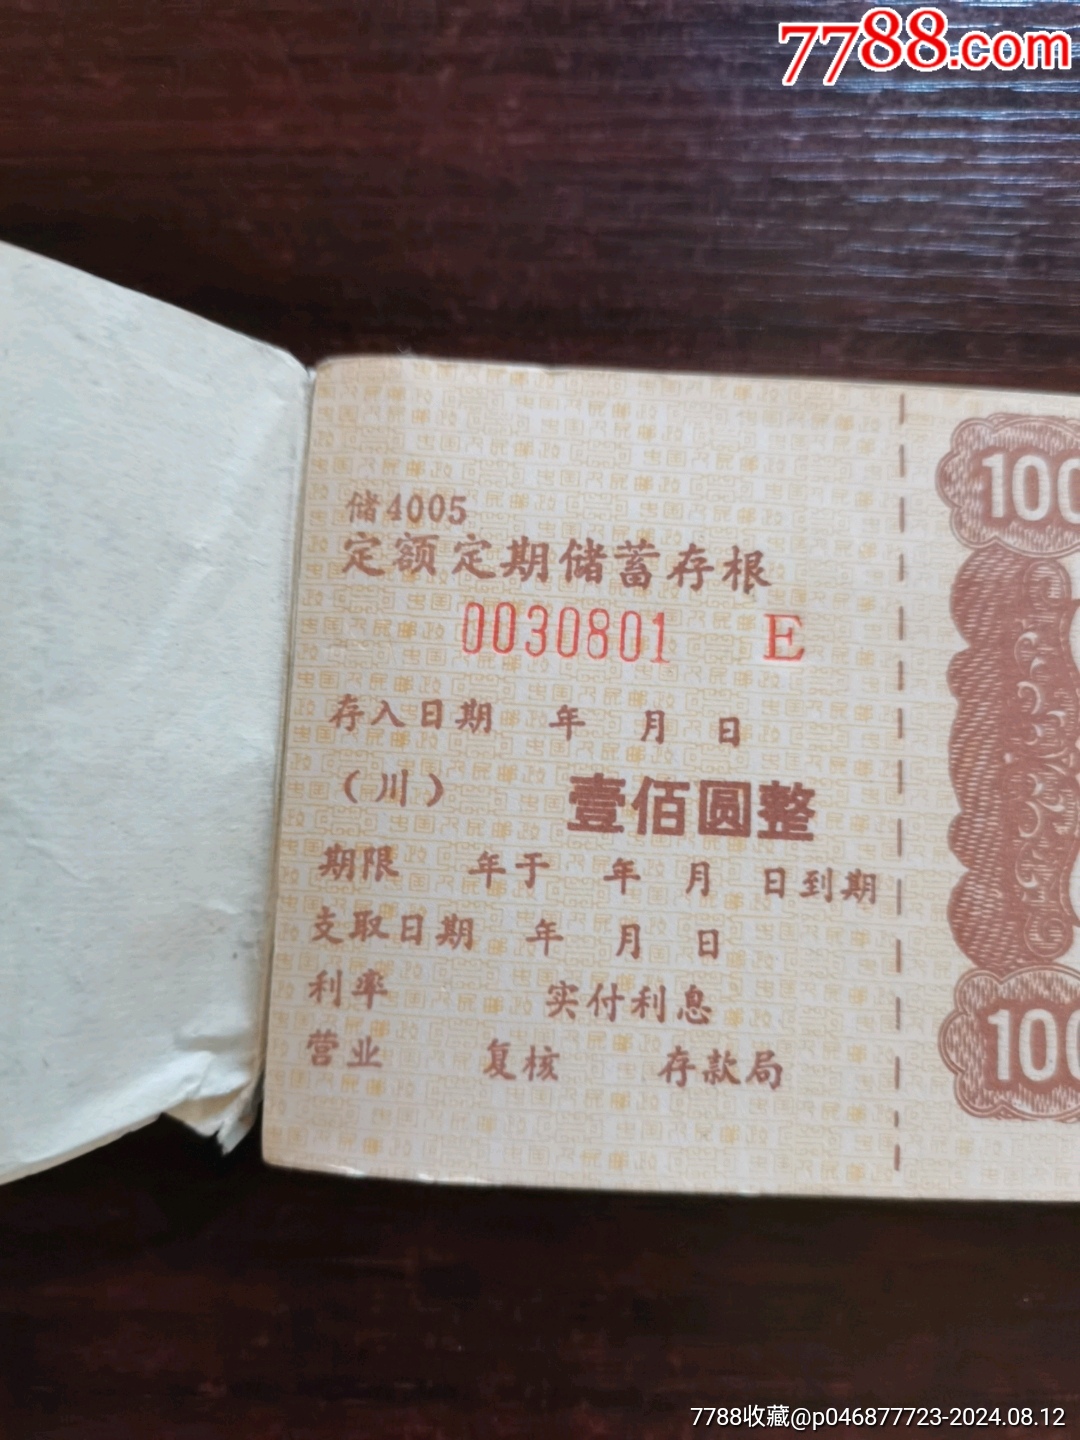 7788.com
100
储4005
定额定期储蓄存根
0030801 E
存入日期 年 月 日
（川） 壹佰圆整
期限 年于 年 月 日到期
支取日期 年 月 日
利率 实付利息
100
营业 复核 存款局
7788收藏@p046877723-2024.08.12